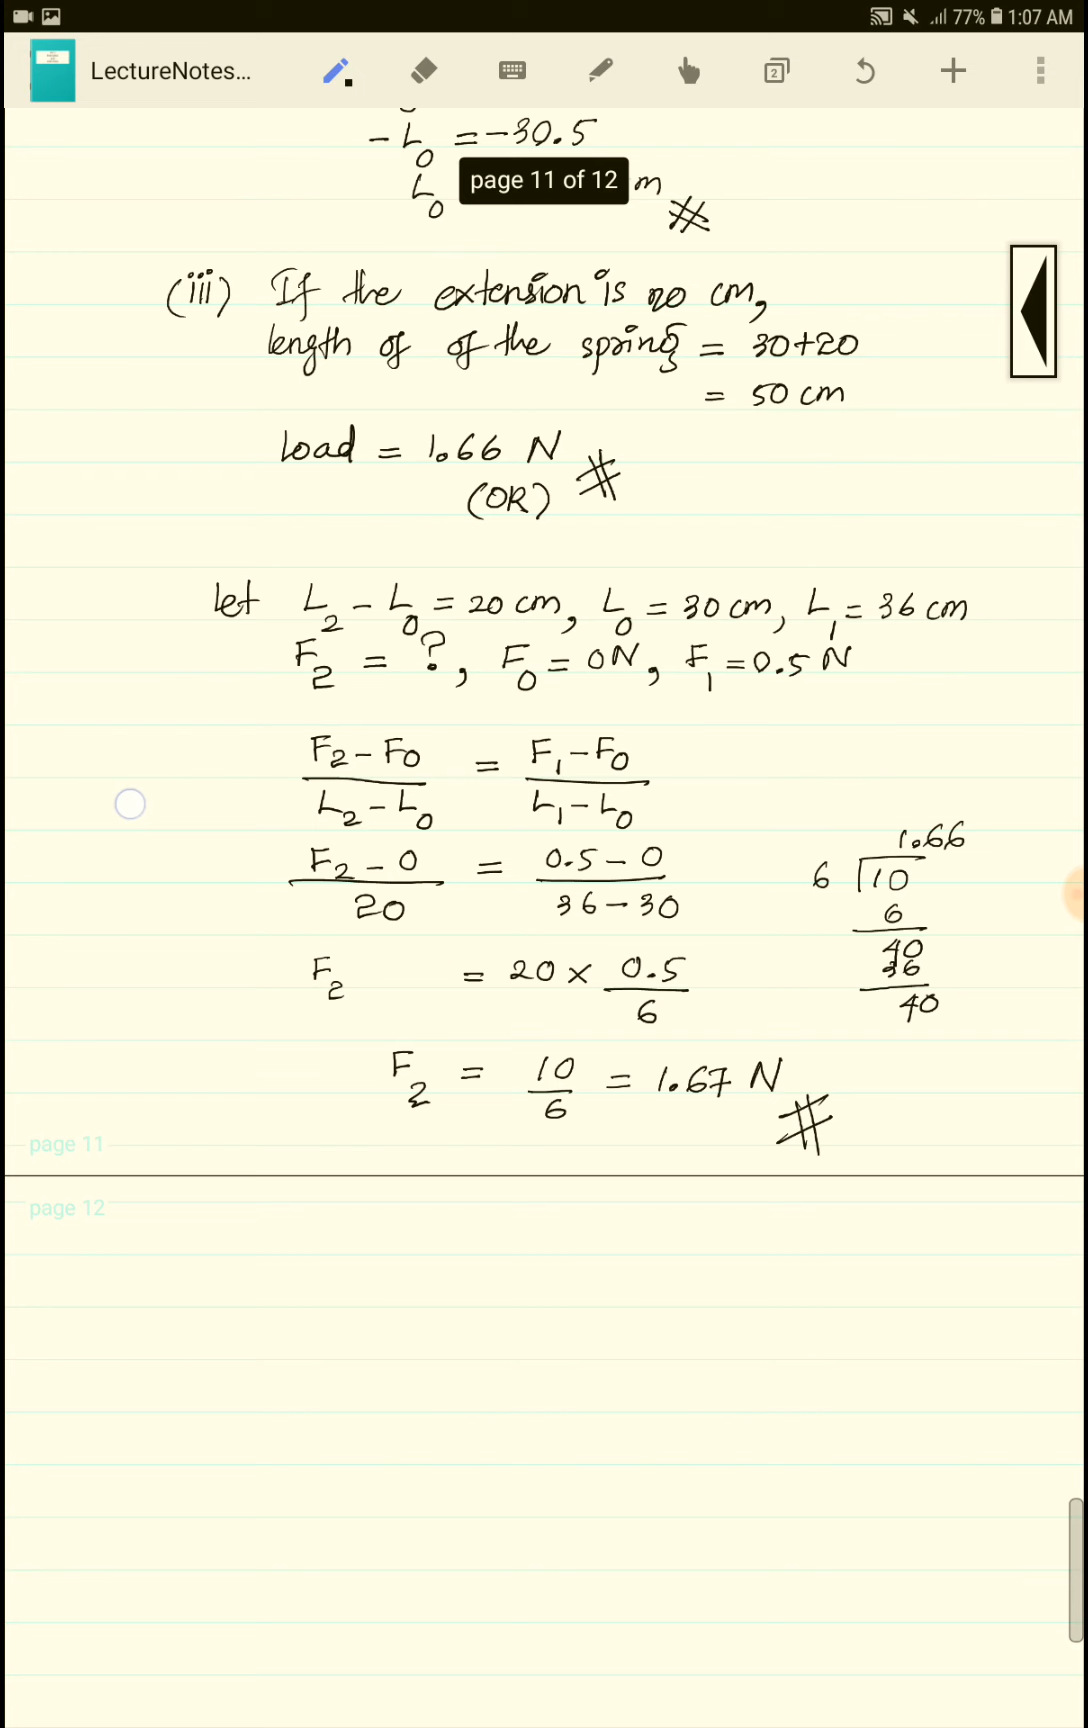 77% 1:07 AM
LectureNotes...
2
- L₀ = -30.5
L₀ page 11 of 12 m
(iii) If the extension is 20 cm,
length of of the spring = 30+20
= 50 cm
load = 1.66 N
(OR)
let L₂ - L₀ = 20 cm, L₀ = 30 cm, L₁ = 36 cm
F₂ = ?, F₀ = 0N, F₁ = 0.5 N
F₂ - F₀ / L₂ - L₀ = F₁ - F₀ / L₁ - L₀
F₂ - 0 / 20 = 0.5 - 0 / 36 - 30
F₂ = 20 × 0.5 / 6
F₂ = 10 / 6 = 1.67 N
1.66
6 10
6
40
36
40
page 11
page 12